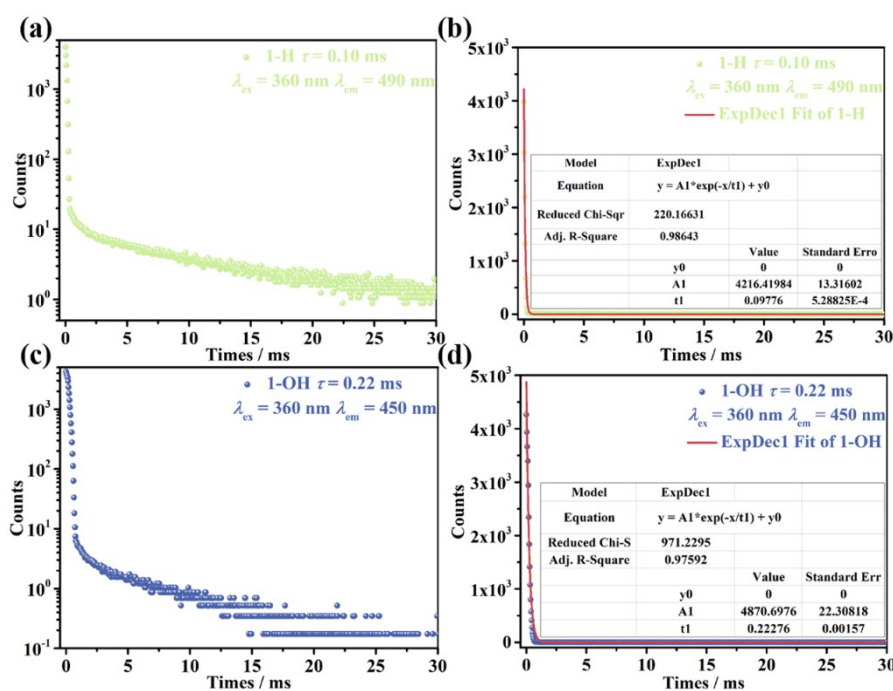 (a)
1-H τ = 0.10 ms
λex = 360 nm λem = 490 nm
10³
10²
10¹
10⁰
Counts
0 5 10 15 20 25 30
Times / ms
(b)
5x10³
4x10³
3x10³
2x10³
1x10³
0
Counts
1-H τ = 0.10 ms
λex = 360 nm λem = 490 nm
ExpDec1 Fit of 1-H
Model ExpDec1
Equation y = A1*exp(-x/t1) + y0
Reduced Chi-Sqr 220.16631
Adj. R-Square 0.98643
Value Standard Erro
y0 0 0
A1 4216.41984 13.31602
t1 0.09776 5.28825E-4
0 5 10 15 20 25 30
Times / ms
(c)
1-OH τ = 0.22 ms
λex = 360 nm λem = 450 nm
10³
10²
10¹
10⁰
10⁻¹
Counts
0 5 10 15 20 25 30
Times / ms
(d)
5x10³
4x10³
3x10³
2x10³
1x10³
0
Counts
1-OH τ = 0.22 ms
λex = 360 nm λem = 450 nm
ExpDec1 Fit of 1-OH
Model ExpDec1
Equation y = A1*exp(-x/t1) + y0
Reduced Chi-S 971.2295
Adj. R-Square 0.97592
Value Standard Err
y0 0 0
A1 4870.6976 22.30818
t1 0.22276 0.00157
0 5 10 15 20 25 30
Times / ms